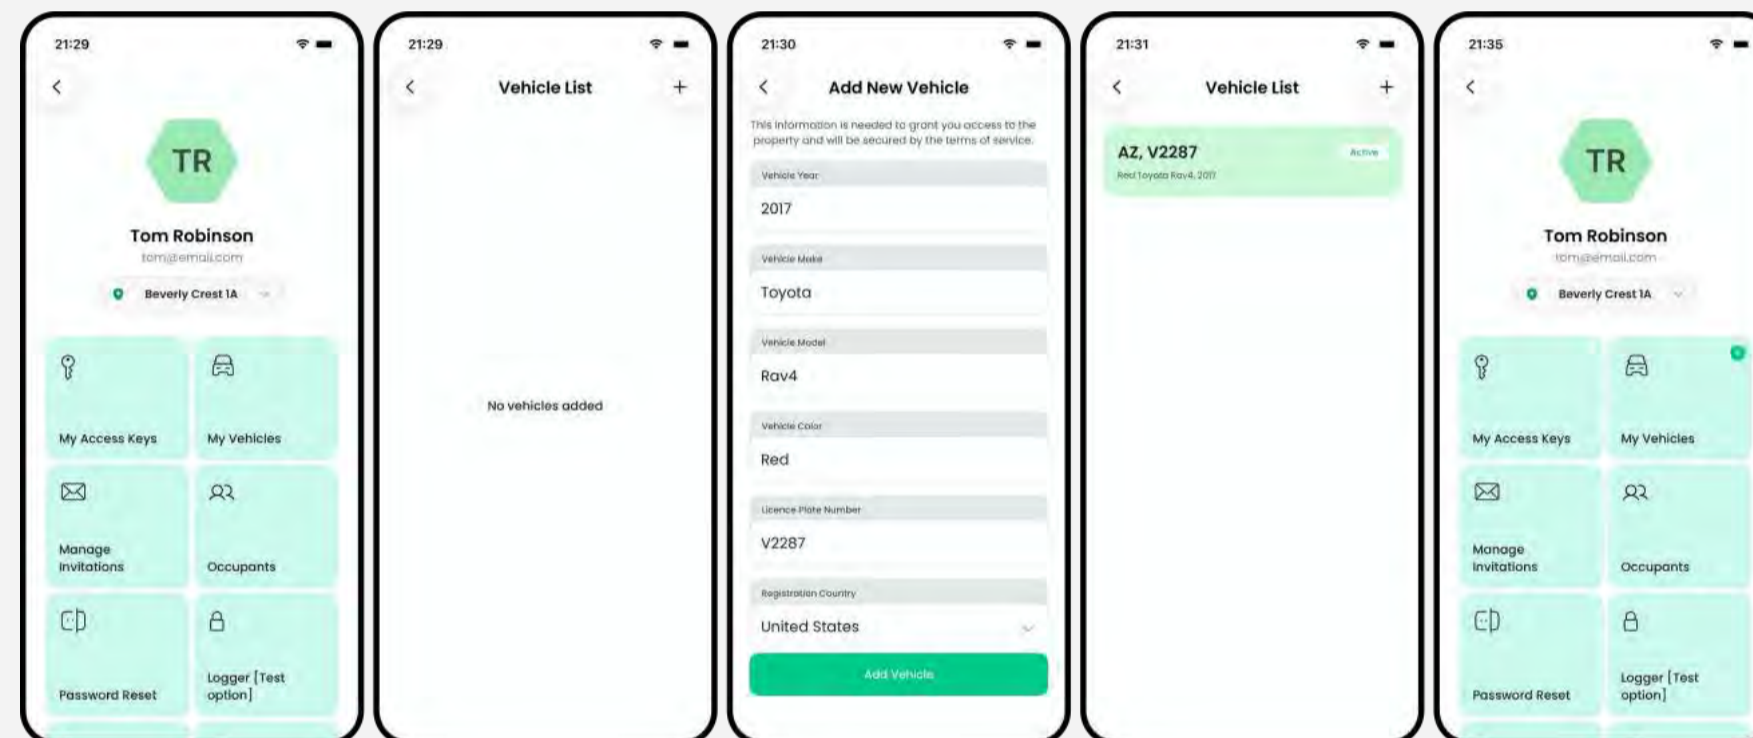 21:29
TR
Tom Robinson
tom@email.com
Beverly Crest 1A
My Access Keys
My Vehicles
Manage
Invitations
Occupants
Password Reset
Logger [Test
option]
21:29
Vehicle List
No vehicles added
21:30
Add New Vehicle
This information is needed to grant you access to the
property and will be secured by the terms of service.
Vehicle Year
2017
Vehicle Make
Toyota
Vehicle Model
Rav4
Vehicle Color
Red
Licence Plate Number
V2287
Registration Country
United States
Add Vehicle
21:31
Vehicle List
AZ, V2287
Active
Red Toyota Rav4, 2017
21:35
TR
Tom Robinson
tom@email.com
Beverly Crest 1A
My Access Keys
My Vehicles
Manage
Invitations
Occupants
Password Reset
Logger [Test
option]